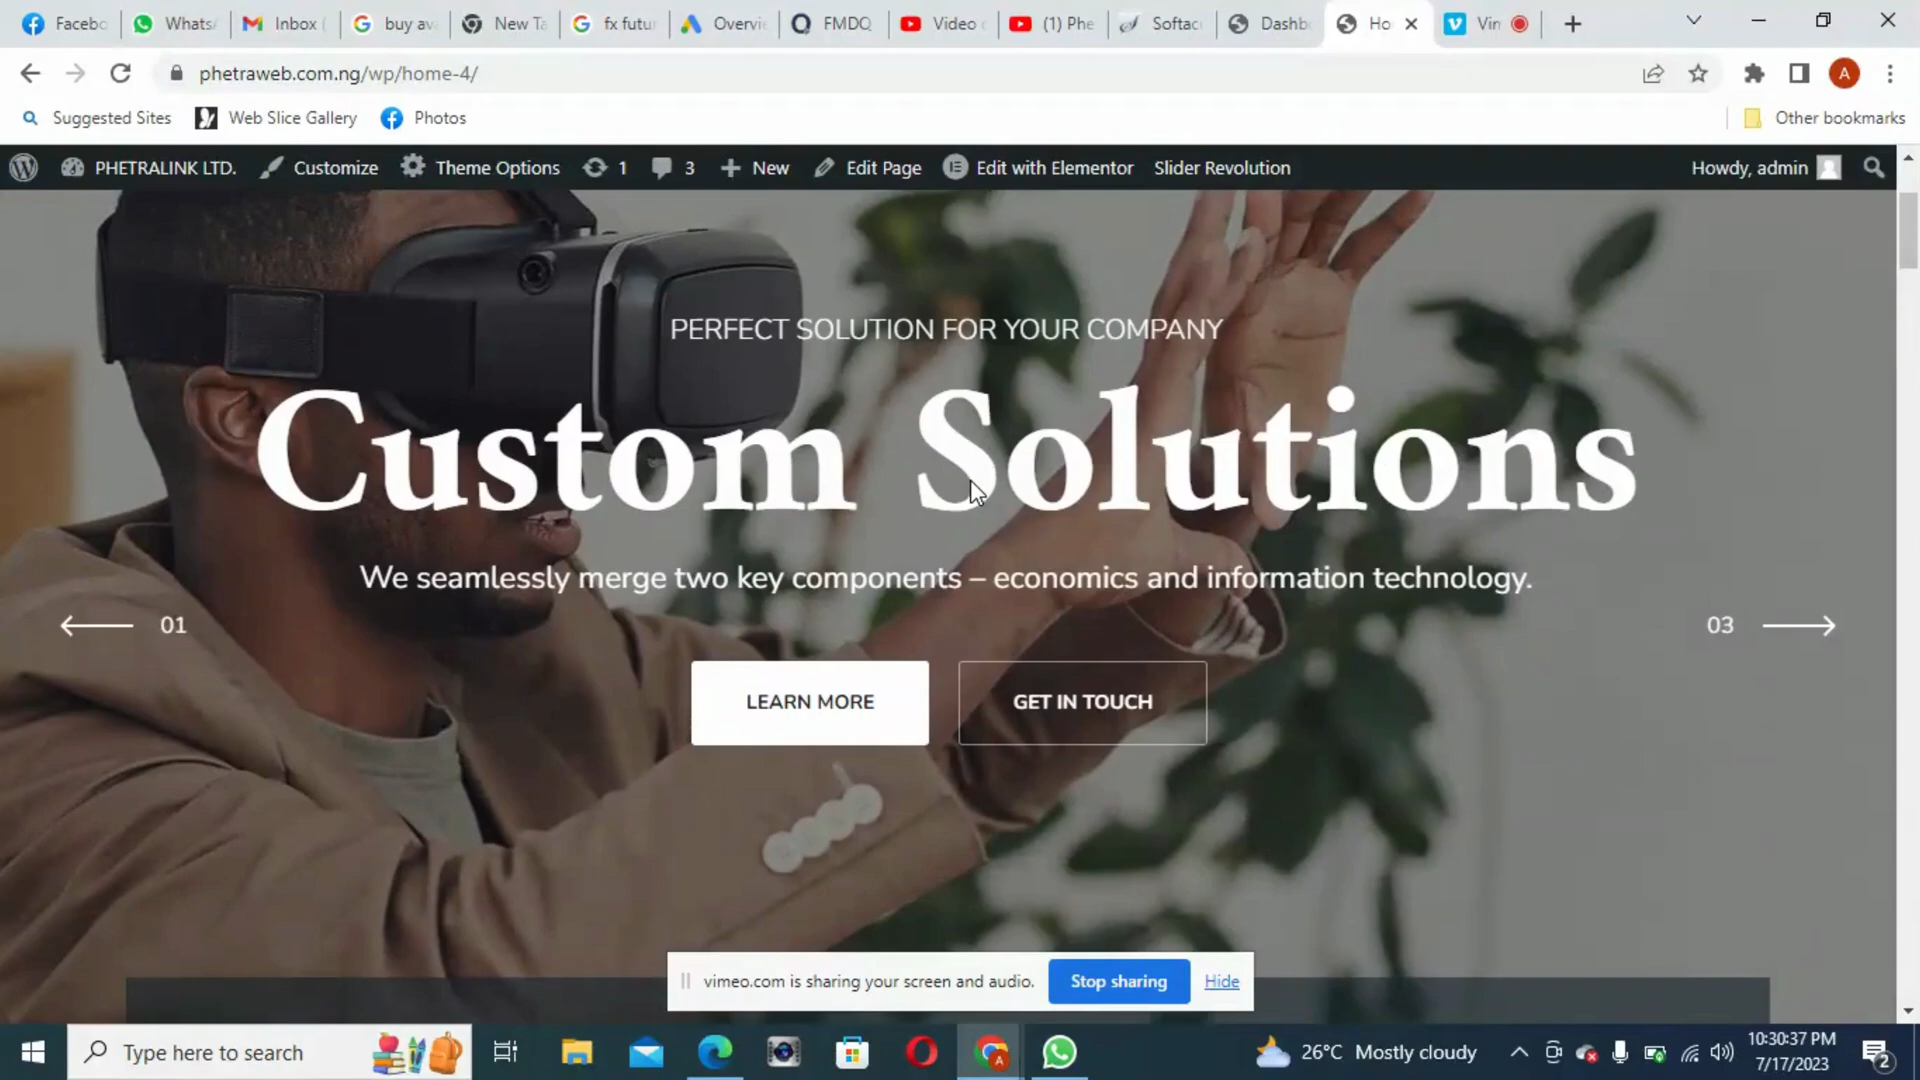 Facebo
Whats
Inbox (
buy av
New Ta
fx futu
Overvi
FMDQ
Video
(1) Phe
Softac
Dashb
Ho
Vin
phetraweb.com.ng/wp/home-4/
A
Suggested Sites
Web Slice Gallery
Photos
Other bookmarks
PHETRALINK LTD.
Customize
Theme Options
1
3
New
Edit Page
Edit with Elementor
Slider Revolution
Howdy, admin
PERFECT SOLUTION FOR YOUR COMPANY
Custom Solutions
We seamlessly merge two key components – economics and information technology.
01
03
LEARN MORE
GET IN TOUCH
vimeo.com is sharing your screen and audio.
Stop sharing
Hide
Type here to search
26°C Mostly cloudy
10:30:37 PM
7/17/2023
2